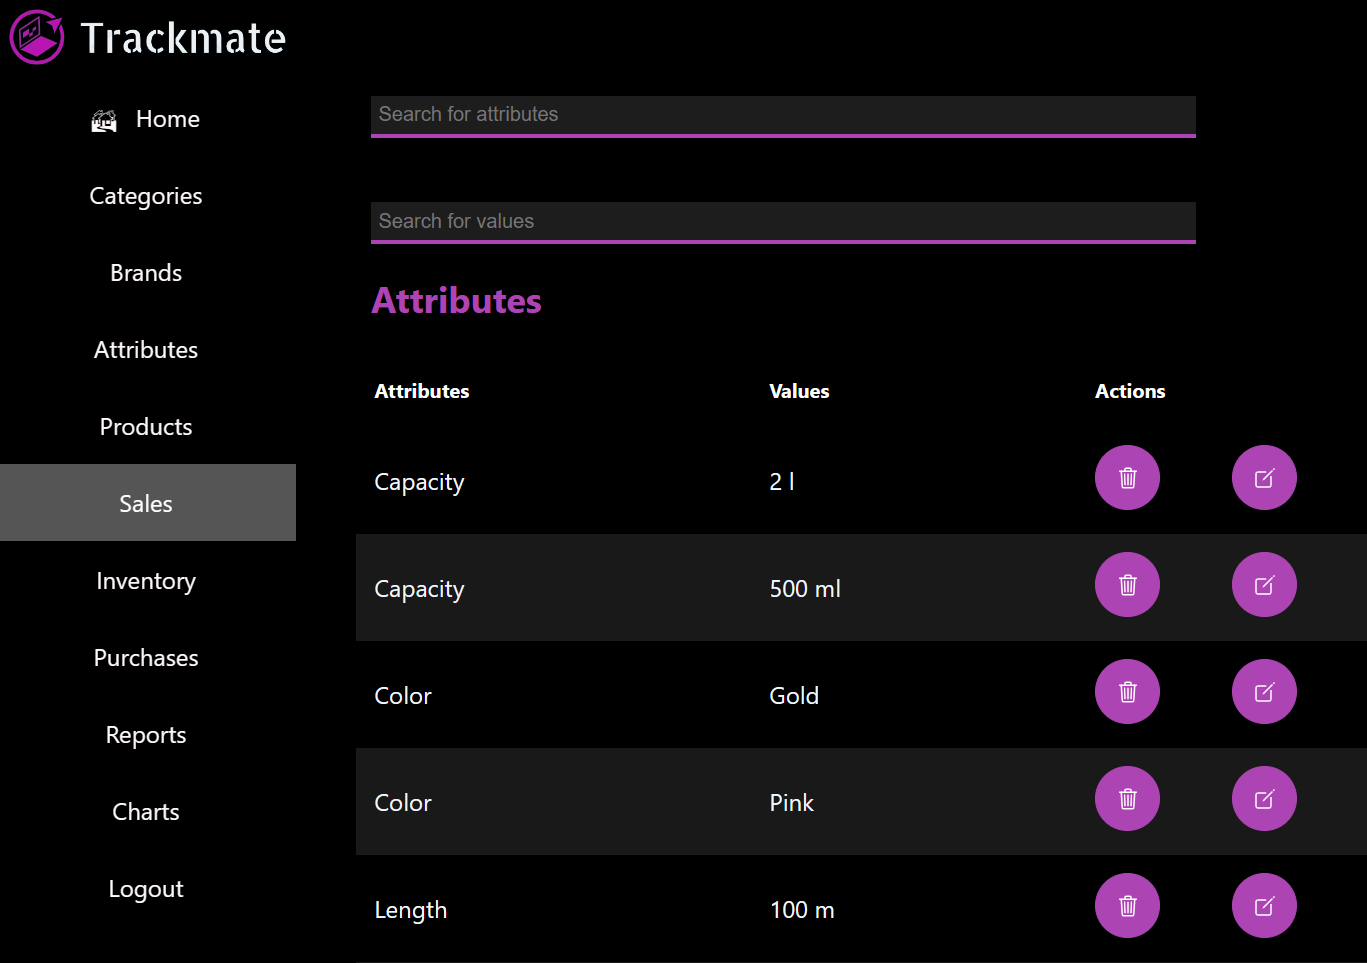 Trackmate
Home
Categories
Brands
Attributes
Products
Sales
Inventory
Purchases
Reports
Charts
Logout
Search for attributes
Search for values
Attributes
Attributes Values Actions
Capacity 2 l
Capacity 500 ml
Color Gold
Color Pink
Length 100 m